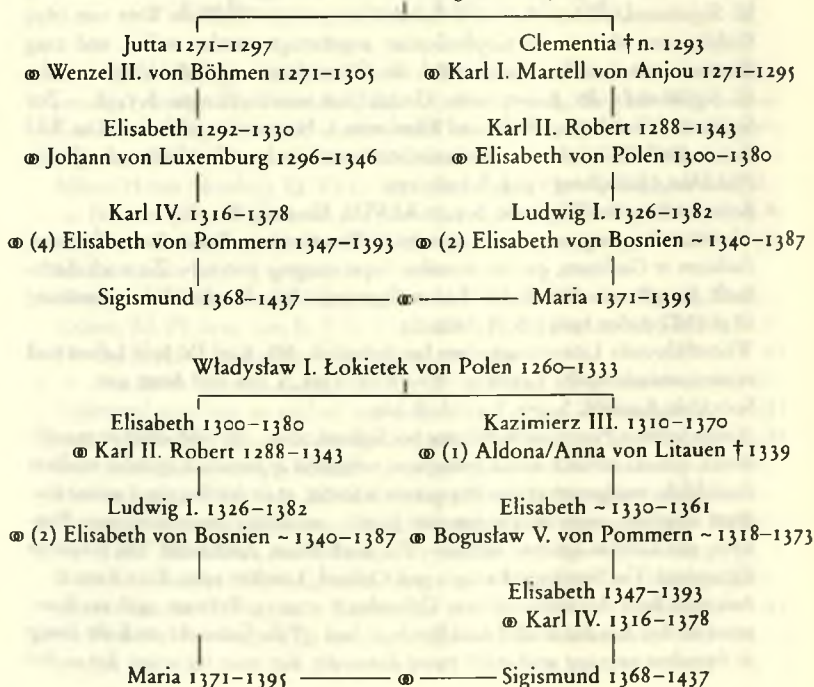 Jutta 1271–1297 Clementia † n. 1293
⚭ Wenzel II. von Böhmen 1271–1305 ⚭ Karl I. Martell von Anjou 1271–1295
Elisabeth 1292–1330 Karl II. Robert 1288–1343
⚭ Johann von Luxemburg 1296–1346 ⚭ Elisabeth von Polen 1300–1380
Karl IV. 1316–1378 Ludwig I. 1326–1382
⚭ (4) Elisabeth von Pommern 1347–1393 ⚭ (2) Elisabeth von Bosnien ~ 1340–1387
Sigismund 1368–1437 ⚭ Maria 1371–1395
Władysław I. Łokietek von Polen 1260–1333
Elisabeth 1300–1380 Kazimierz III. 1310–1370
⚭ Karl II. Robert 1288–1343 ⚭ (1) Aldona/Anna von Litauen † 1339
Ludwig I. 1326–1382 Elisabeth ~ 1330–1361
⚭ (2) Elisabeth von Bosnien ~ 1340–1387 ⚭ Bogusław V. von Pommern ~ 1318–1373
Elisabeth 1347–1393
⚭ Karl IV. 1316–1378
Maria 1371–1395 ⚭ Sigismund 1368–1437